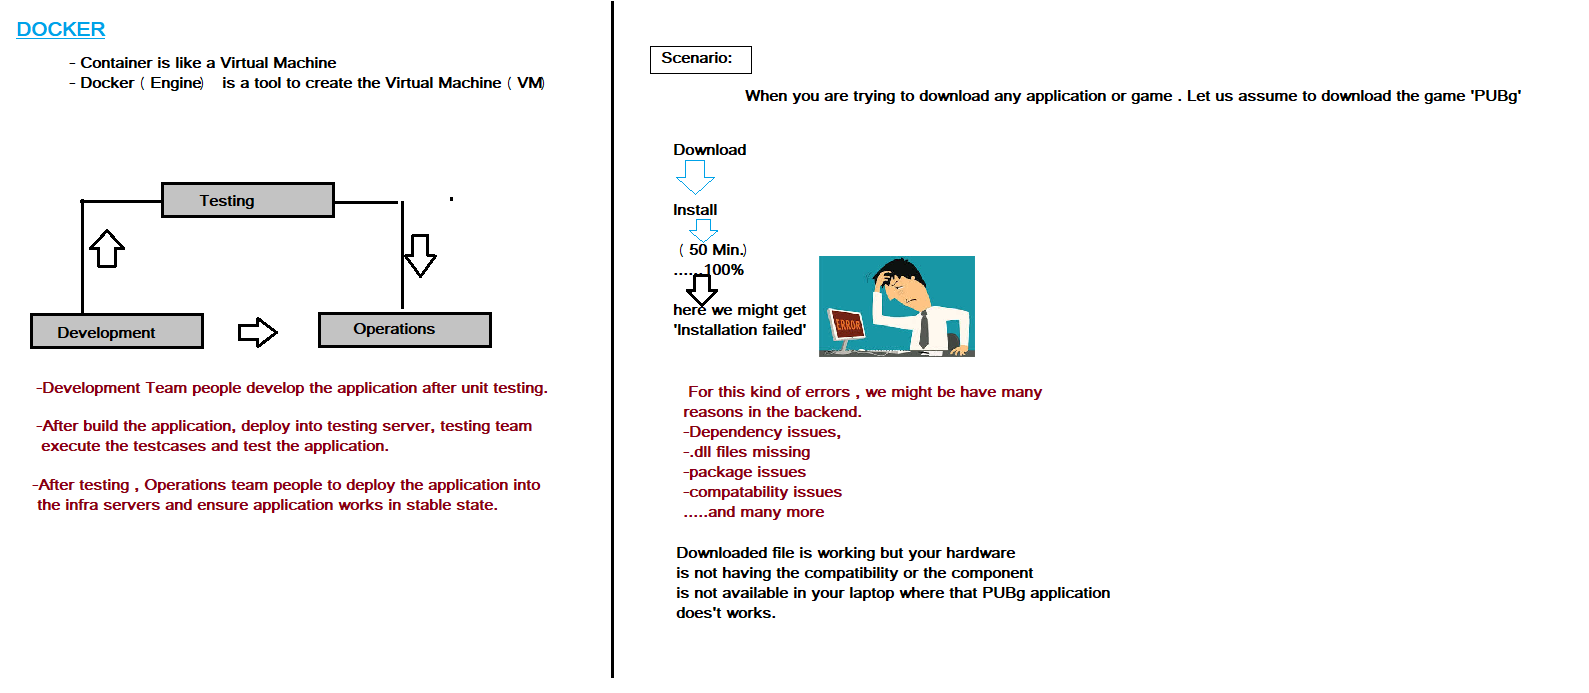 DOCKER
- Container is like a Virtual Machine
- Docker ( Engine) is a tool to create the Virtual Machine ( VM)
Testing
Development
Operations
-Development Team people develop the application after unit testing.
-After build the application, deploy into testing server, testing team
execute the testcases and test the application.
-After testing , Operations team people to deploy the application into
the infra servers and ensure application works in stable state.
Scenario:
When you are trying to download any application or game . Let us assume to download the game 'PUBg'
Download
Install
( 50 Min.)
......100%
here we might get
'Installation failed'
ERROR
For this kind of errors , we might be have many
reasons in the backend.
-Dependency issues,
-.dll files missing
-package issues
-compatability issues
.....and many more
Downloaded file is working but your hardware
is not having the compatibility or the component
is not available in your laptop where that PUBg application
does't works.